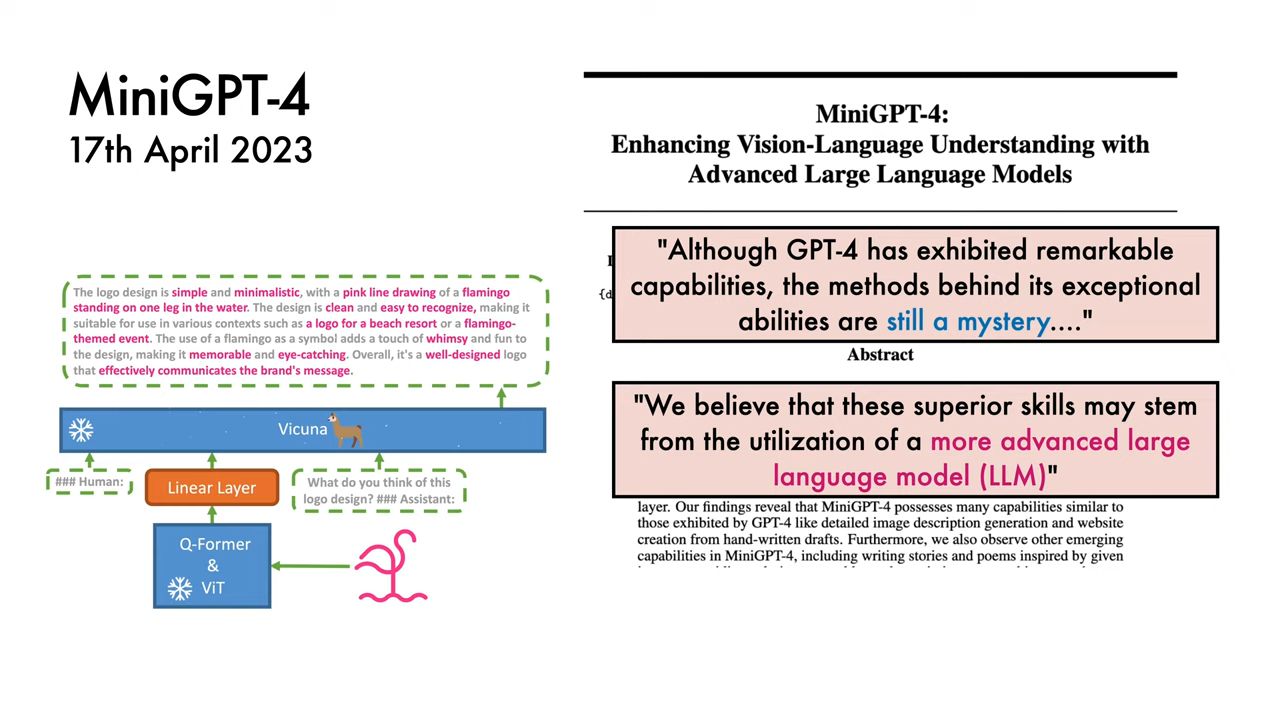 MiniGPT-4
17th April 2023
The logo design is simple and minimalistic, with a pink line drawing of a flamingo
standing on one leg in the water. The design is clean and easy to recognize, making it
suitable for use in various contexts such as a logo for a beach resort or a flamingo-
themed event. The use of a flamingo as a symbol adds a touch of whimsy and fun to
the design, making it memorable and eye-catching. Overall, it's a well-designed logo
that effectively communicates the brand's message.
Vicuna
### Human:
Linear Layer
What do you think of this
logo design? ### Assistant:
Q-Former
&
ViT
MiniGPT-4:
Enhancing Vision-Language Understanding with
Advanced Large Language Models
"Although GPT-4 has exhibited remarkable
capabilities, the methods behind its exceptional
abilities are still a mystery...."
Abstract
"We believe that these superior skills may stem
from the utilization of a more advanced large
language model (LLM)"
layer. Our findings reveal that MiniGPT-4 possesses many capabilities similar to
those exhibited by GPT-4 like detailed image description generation and website
creation from hand-written drafts. Furthermore, we also observe other emerging
capabilities in MiniGPT-4, including writing stories and poems inspired by given